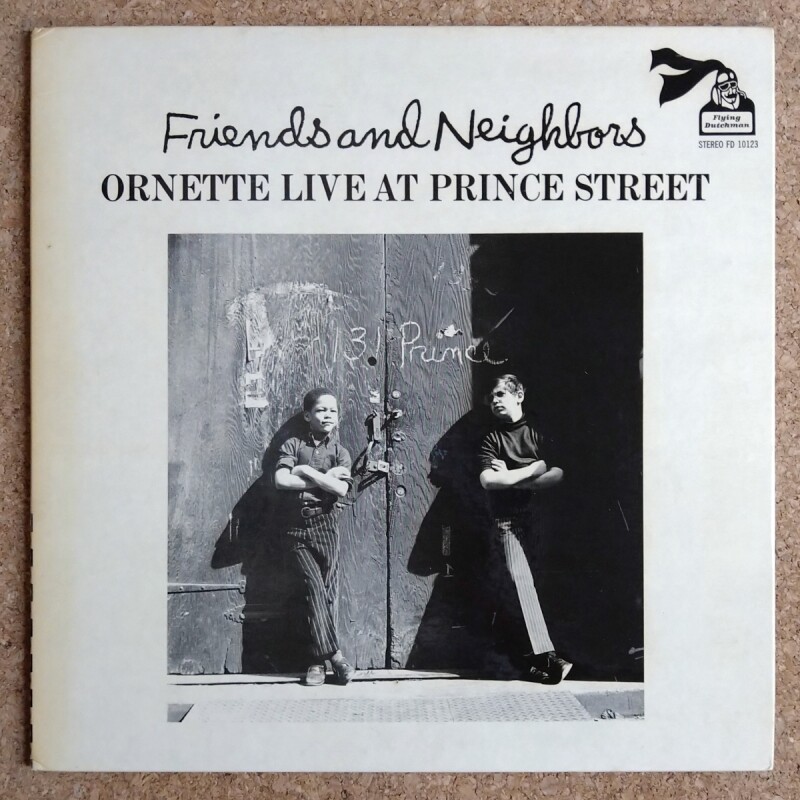 Friends and Neighbors
Flying
Dutchman
STEREO FD 10123
ORNETTE LIVE AT PRINCE STREET
131 Prince